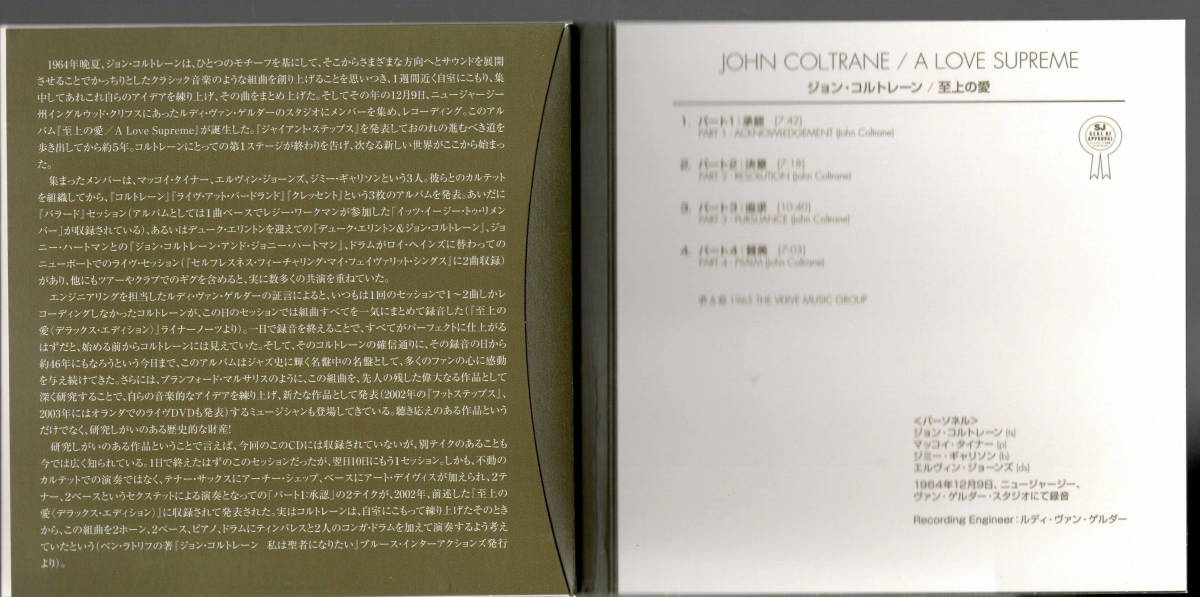 1964年晩夏、ジョン・コルトレーンは、ひとつのモチーフを基にして、そこからさまざまな方向へとサウンドを展開
させることでかっちりとしたクラシック音楽のような組曲を創り上げることを思いつき、1週間近く自室にこもり、集
中してあれこれ自らのアイデアを練り上げ、その曲をまとめ上げた。そしてその年の12月9日、ニュージャージー
州イングルウッド・クリフスにあったルディ・ヴァン・ゲルダーのスタジオにメンバーを集め、レコーディング。このアル
バム『至上の愛/A Love Supreme』が誕生した。『ジャイアント・ステップス』を発表しておのれの進むべき道を
歩き出してから約5年。コルトレーンにとっての第1ステージが終わりを告げ、次なる新しい世界がここから始まっ
た。
集まったメンバーは、マッコイ・タイナー、エルヴィン・ジョーンズ、ジミー・ギャリソンという3人。彼らとのカルテット
を組織してから、『コルトレーン』『ライヴ・アット・バードランド』『クレッセント』という3枚のアルバムを発表。あいだに
『バラード』セッション(アルバムとしては1曲ベースでレジー・ワークマンが参加した「イッツ・イージー・トゥ・リメン
バー」が収録されている)、あるいはデューク・エリントンを迎えての『デューク・エリントン&ジョン・コルトレーン』、ジョ
ニー・ハートマンとの『ジョン・コルトレーン・アンド・ジョニー・ハートマン』、ドラムがロイ・ヘインズに替わっての
ニューポートでのライヴ・セッション(『セルフレスネス・フィーチャリング・マイ・フェイヴァリット・シングス』に2曲収録)
があり、他にもツアーやクラブでのギグを含めると、実に数多くの共演を重ねていた。
エンジニアリングを担当したルディ・ヴァン・ゲルダーの証言によると、いつもは1回のセッションで1〜2曲しかレ
コーディングしなかったコルトレーンが、この日のセッションでは組曲すべてを一気にまとめて録音した(『至上の
愛〈デラックス・エディション〉』ライナーノーツより)。一日で録音を終えることで、すべてがパーフェクトに仕上がる
はずだと、始める前からコルトレーンには見えていた。そして、そのコルトレーンの確信通りに、その録音の日から
約46年にもなろうという今日まで、このアルバムはジャズ史に輝く名盤中の名盤として、多くのファンの心に感動
を与え続けてきた。さらには、ブランフォード・マルサリスのように、この組曲を、先人の残した偉大なる作品として
深く研究することで、自らの音楽的なアイデアを練り上げ、新たな作品として発表(2002年の『フットステップス』、
2003年にはオランダでのライヴDVDも発表)するミュージシャンも登場してきている。聴き応えのある作品という
だけでなく、研究しがいのある歴史的な財産!
研究しがいのある作品ということで言えば、今回のこのCDには収録されていないが、別テイクのあることも
今では広く知られている。1日で終えたはずのこのセッションだったが、翌日10日にもう1セッション。しかも、不動の
カルテットでの演奏ではなく、テナー・サックスにアーチー・シェップ、ベースにアート・デイヴィスが加えられ、2テ
ナー、2ベースというセクステットによる演奏となっての「パート1:承認」の2テイクが、2002年、前述した『至上の
愛〈デラックス・エディション〉』に収録されて発表された。実はコルトレーンは、自室にこもって練り上げたそのとき
から、この組曲を2ホーン、2ベース、ピアノ、ドラムにティンバレスと2人のコンガ・ドラムを加えて演奏するよう考え
ていたという(ベン・ラトリフの著『ジョン・コルトレーン 私は聖者になりたい』ブルース・インターアクションズ発行
より)。
JOHN COLTRANE / A LOVE SUPREME
ジョン・コルトレーン / 至上の愛
1. パート1:承認 [7:42]
PART 1 - ACKNOWLEDGEMENT (John Coltrane)
2. パート2:決意 [7:18]
PART 2 - RESOLUTION (John Coltrane)
3. パート3:追求 [10:40]
PART 3 - PURSUANCE (John Coltrane)
4. パート4:賛美 [7:03]
PART 4 - PSALM (John Coltrane)
SJ
SEAL OF
APPROVAL
℗ & © 1965 THE VERVE MUSIC GROUP
<パーソネル>
ジョン・コルトレーン [ts]
マッコイ・タイナー [p]
ジミー・ギャリソン [b]
エルヴィン・ジョーンズ [ds]
1964年12月9日、ニュージャージー、
ヴァン・ゲルダー・スタジオにて録音
Recording Engineer:ルディ・ヴァン・ゲルダー